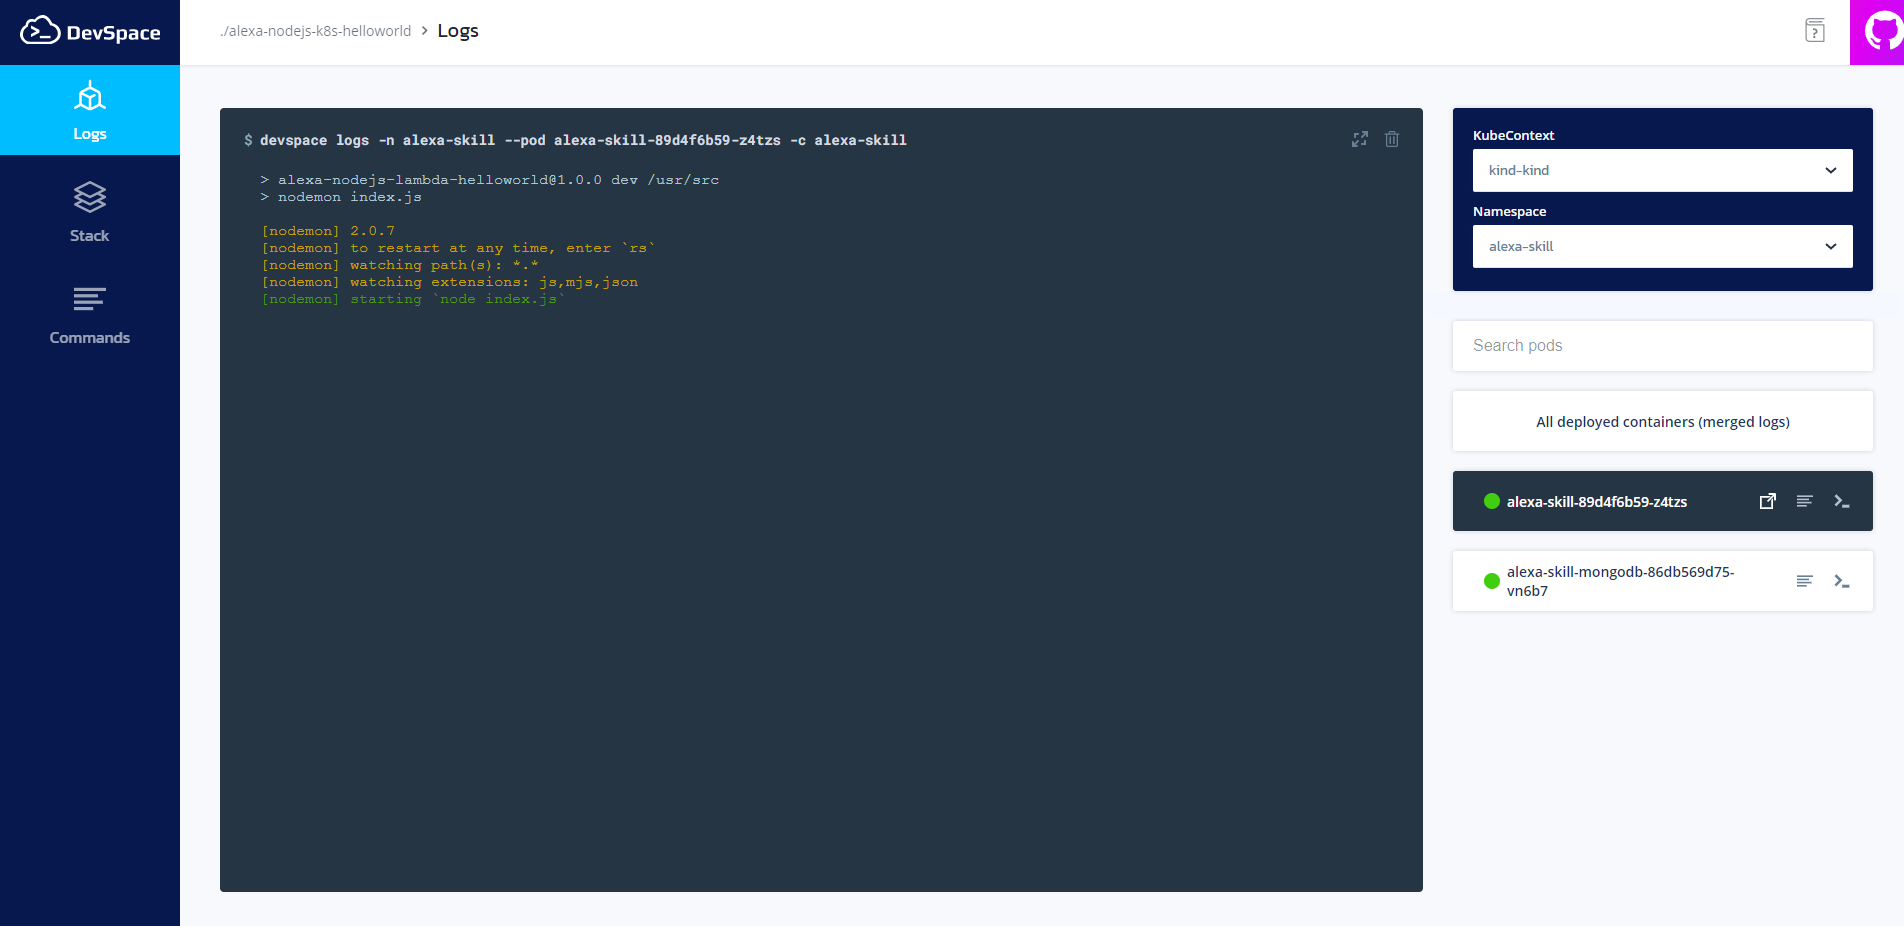 DevSpace
./alexa-nodejs-k8s-helloworld > Logs
Logs
Stack
Commands
$ devspace logs -n alexa-skill --pod alexa-skill-89d4f6b59-z4tzs -c alexa-skill
> alexa-nodejs-lambda-helloworld@1.0.0 dev /usr/src
> nodemon index.js
[nodemon] 2.0.7
[nodemon] to restart at any time, enter `rs`
[nodemon] watching path(s): *.*
[nodemon] watching extensions: js,mjs,json
[nodemon] starting `node index.js`
KubeContext
kind-kind
Namespace
alexa-skill
Search pods
All deployed containers (merged logs)
alexa-skill-89d4f6b59-z4tzs
alexa-skill-mongodb-86db569d75-
vn6b7